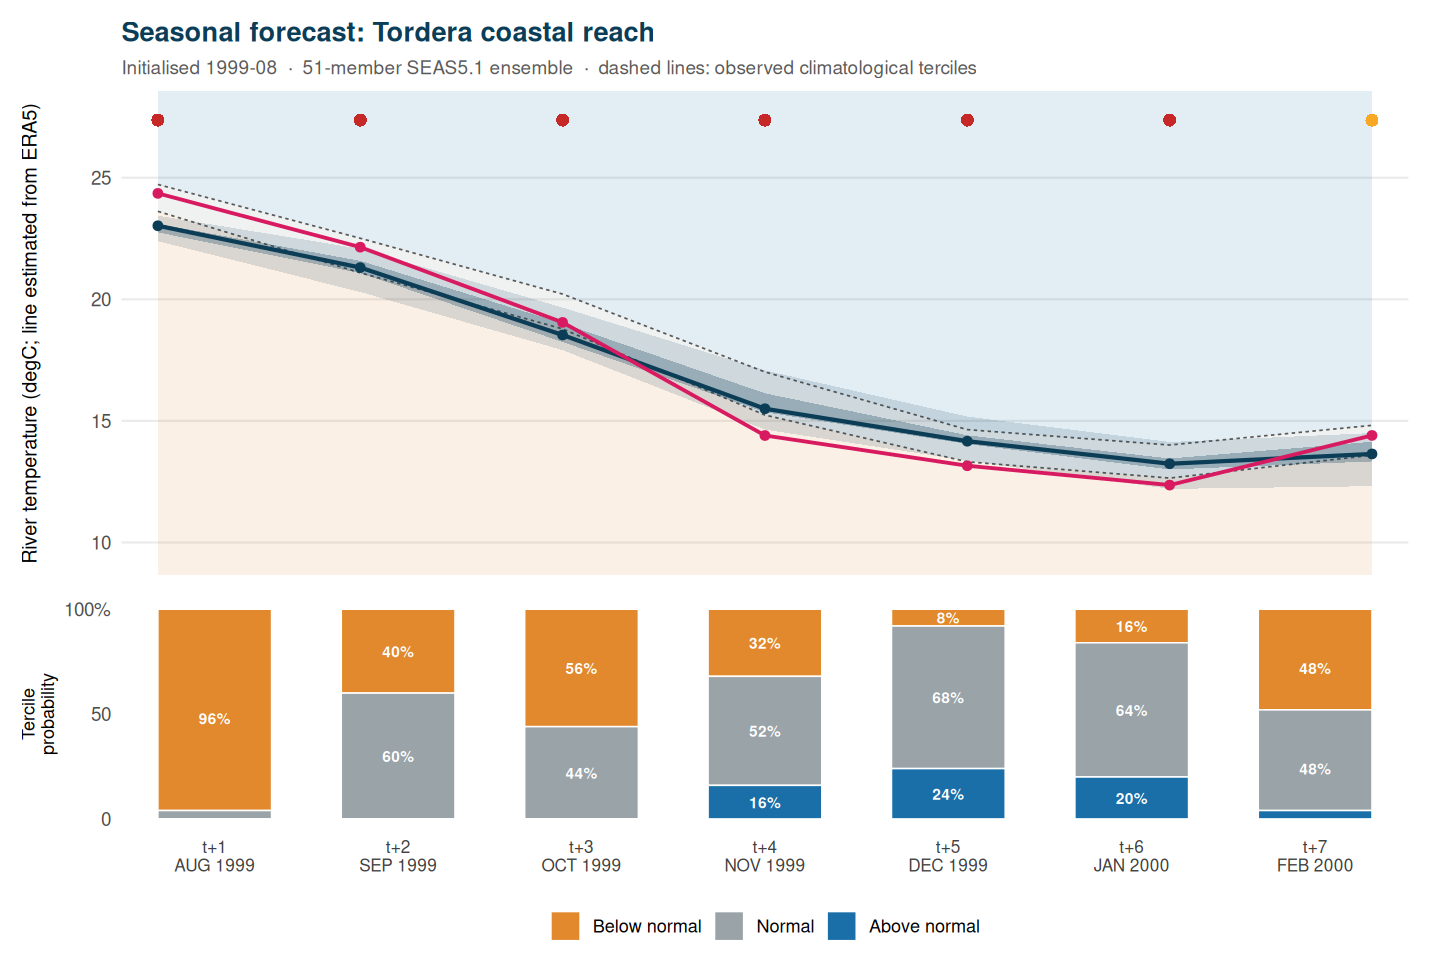 Seasonal forecast: Tordera coastal reach
Initialised 1999-08 · 51-member SEAS5.1 ensemble · dashed lines: observed climatological terciles
River temperature (degC; line estimated from ERA5)
25
20
15
10
Tercile
probability
100%
50
0
96%
40%
60%
56%
44%
32%
52%
16%
8%
68%
24%
16%
64%
20%
48%
48%
t+1
AUG 1999
t+2
SEP 1999
t+3
OCT 1999
t+4
NOV 1999
t+5
DEC 1999
t+6
JAN 2000
t+7
FEB 2000
Below normal
Normal
Above normal